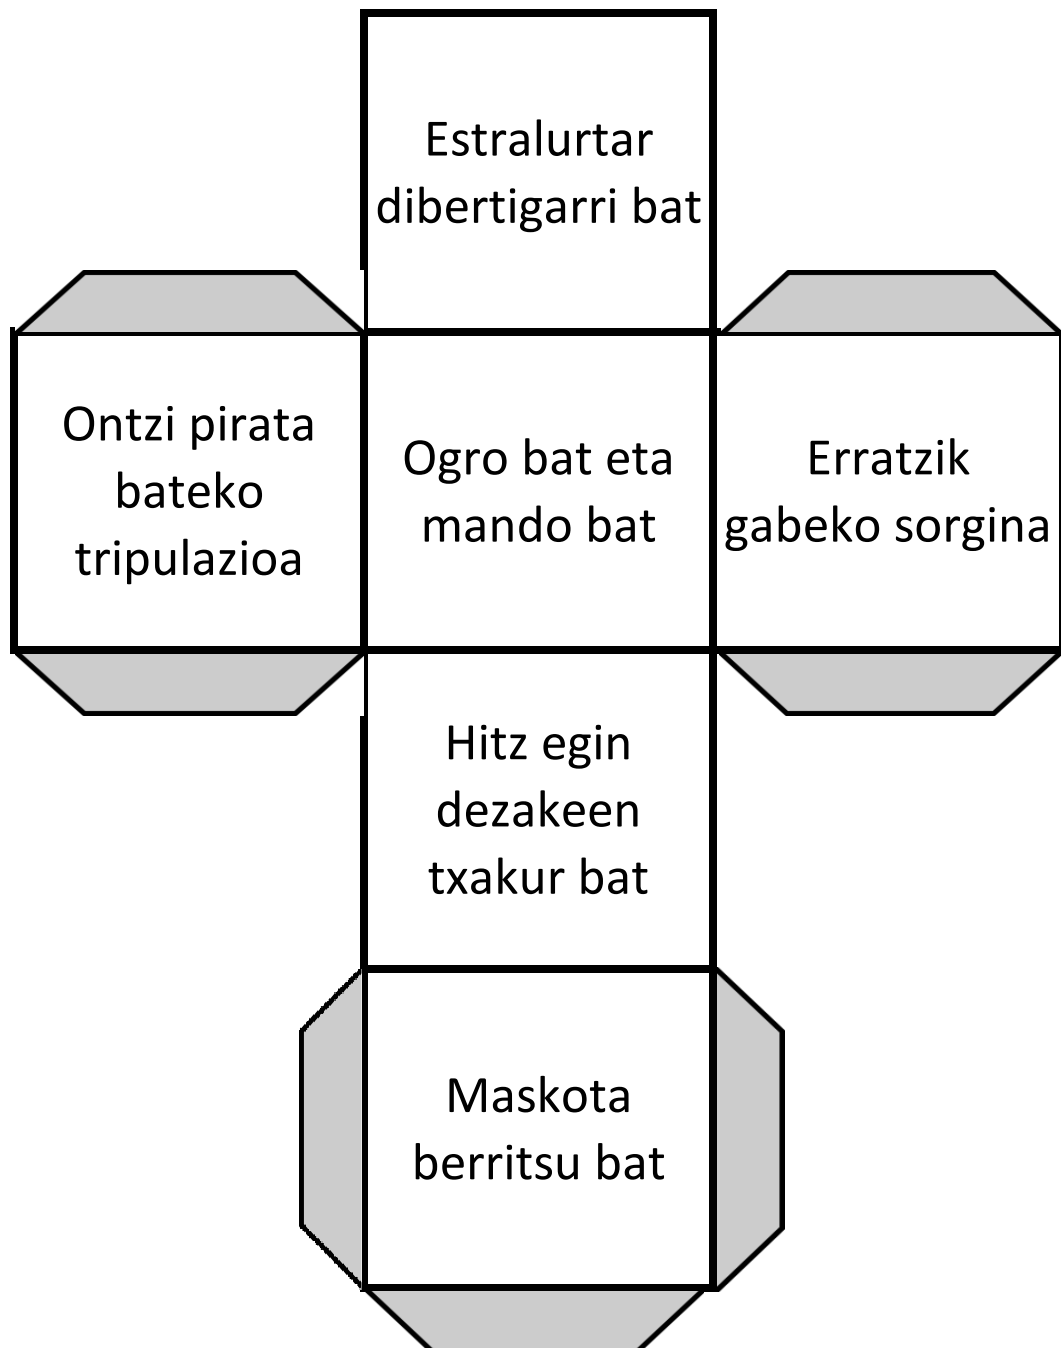 Estralurtar
dibertigarri bat
Ontzi pirata
bateko
tripulazioa
Ogro bat eta
mando bat
Erratzik
gabeko sorgina
Hitz egin
dezakeen
txakur bat
Maskota
berritsu bat